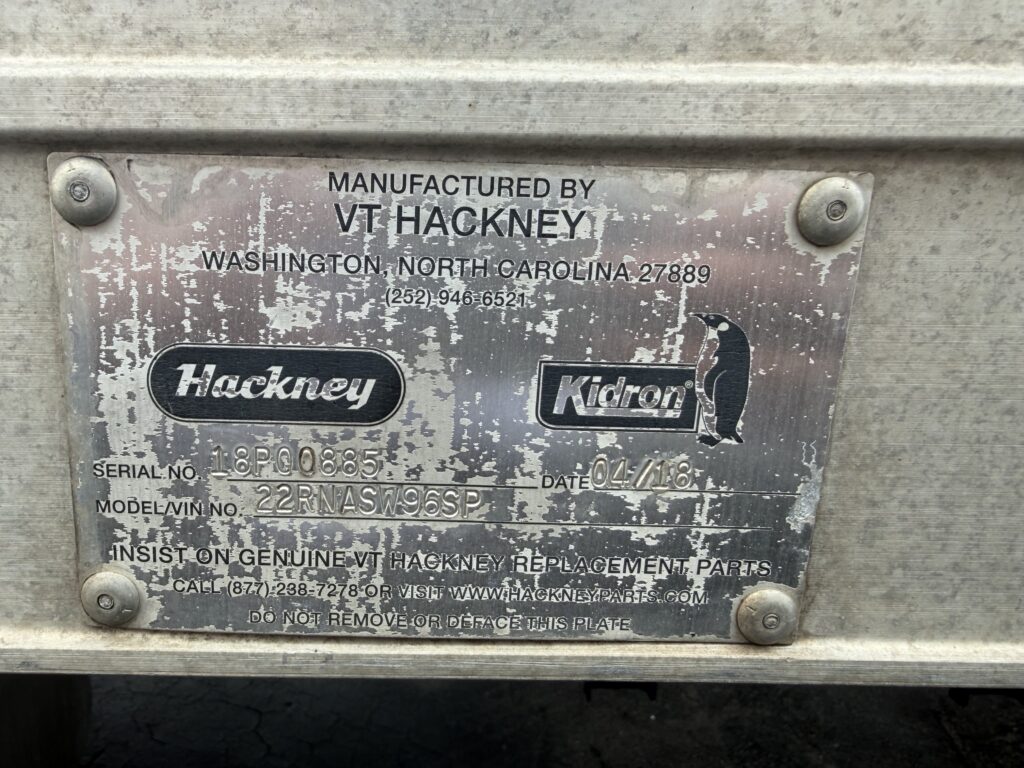 MANUFACTURED BY
VT HACKNEY
WASHINGTON, NORTH CAROLINA 27889
(252) 946-6521
Hackney
Kidron®
SERIAL NO. 18PG0885 DATE 04/18
MODEL/VIN NO. 22RNASW96SP
INSIST ON GENUINE VT HACKNEY REPLACEMENT PARTS
CALL (877)-238-7278 OR VISIT WWW.HACKNEYPARTS.COM
DO NOT REMOVE OR DEFACE THIS PLATE